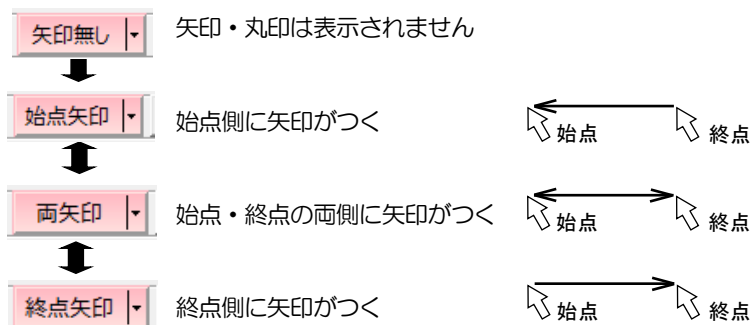 矢印無し
矢印・丸印は表示されません
始点矢印
始点側に矢印がつく
始点
終点
両矢印
始点・終点の両側に矢印がつく
始点
終点
終点矢印
終点側に矢印がつく
始点
終点